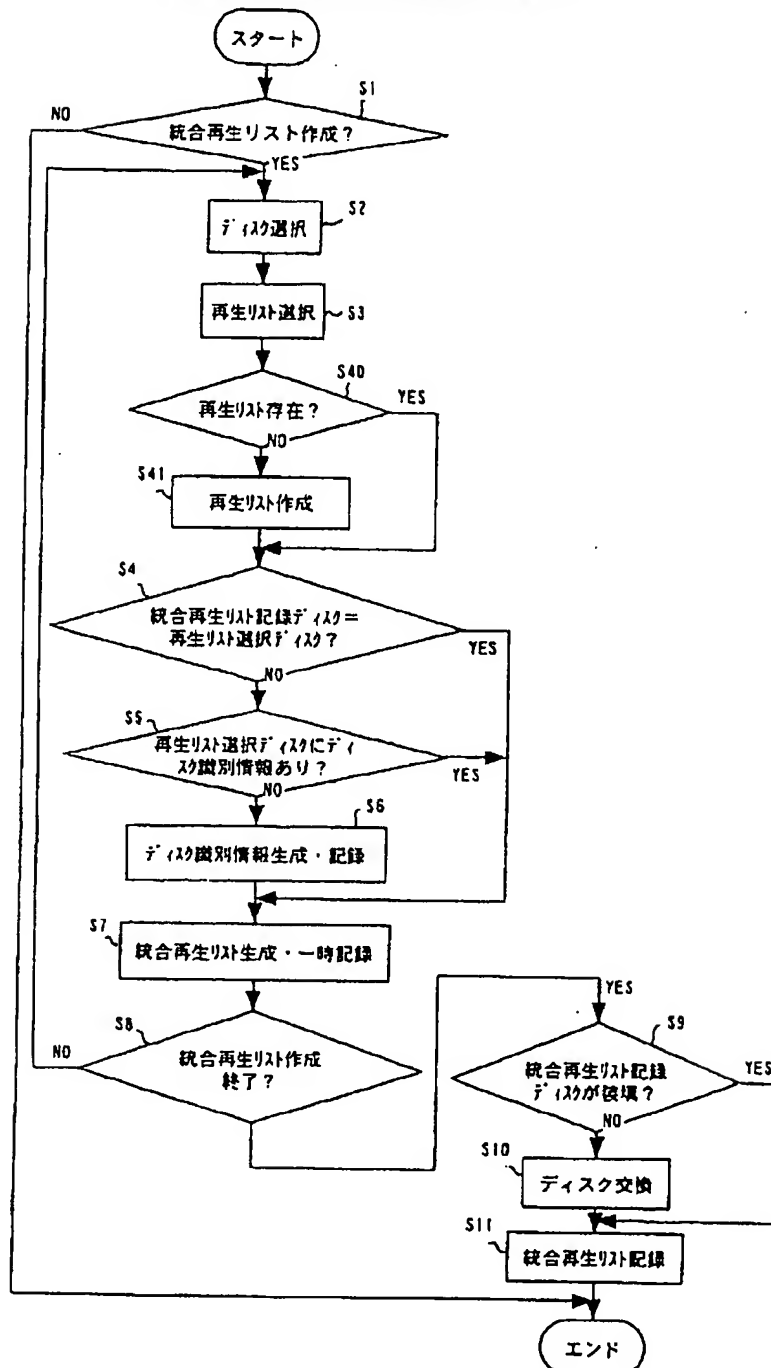 スタート
S1
NO
統合再生リスト作成?
YES
S2
ディスク選択
再生リスト選択
S3
S40
再生リスト存在?
YES
NO
S41
再生リスト作成
S4
統合再生リスト記録ディスク=
再生リスト選択ディスク?
YES
NO
S5
再生リスト選択ディスクにディ
スク識別情報あり?
YES
NO
S6
ディスク識別情報生成・記録
S7
統合再生リスト生成・一時記録
S8
NO
統合再生リスト作成
終了?
YES
S9
統合再生リスト記録
ディスクが装填?
YES
NO
S10
ディスク交換
S11
統合再生リスト記録
エンド